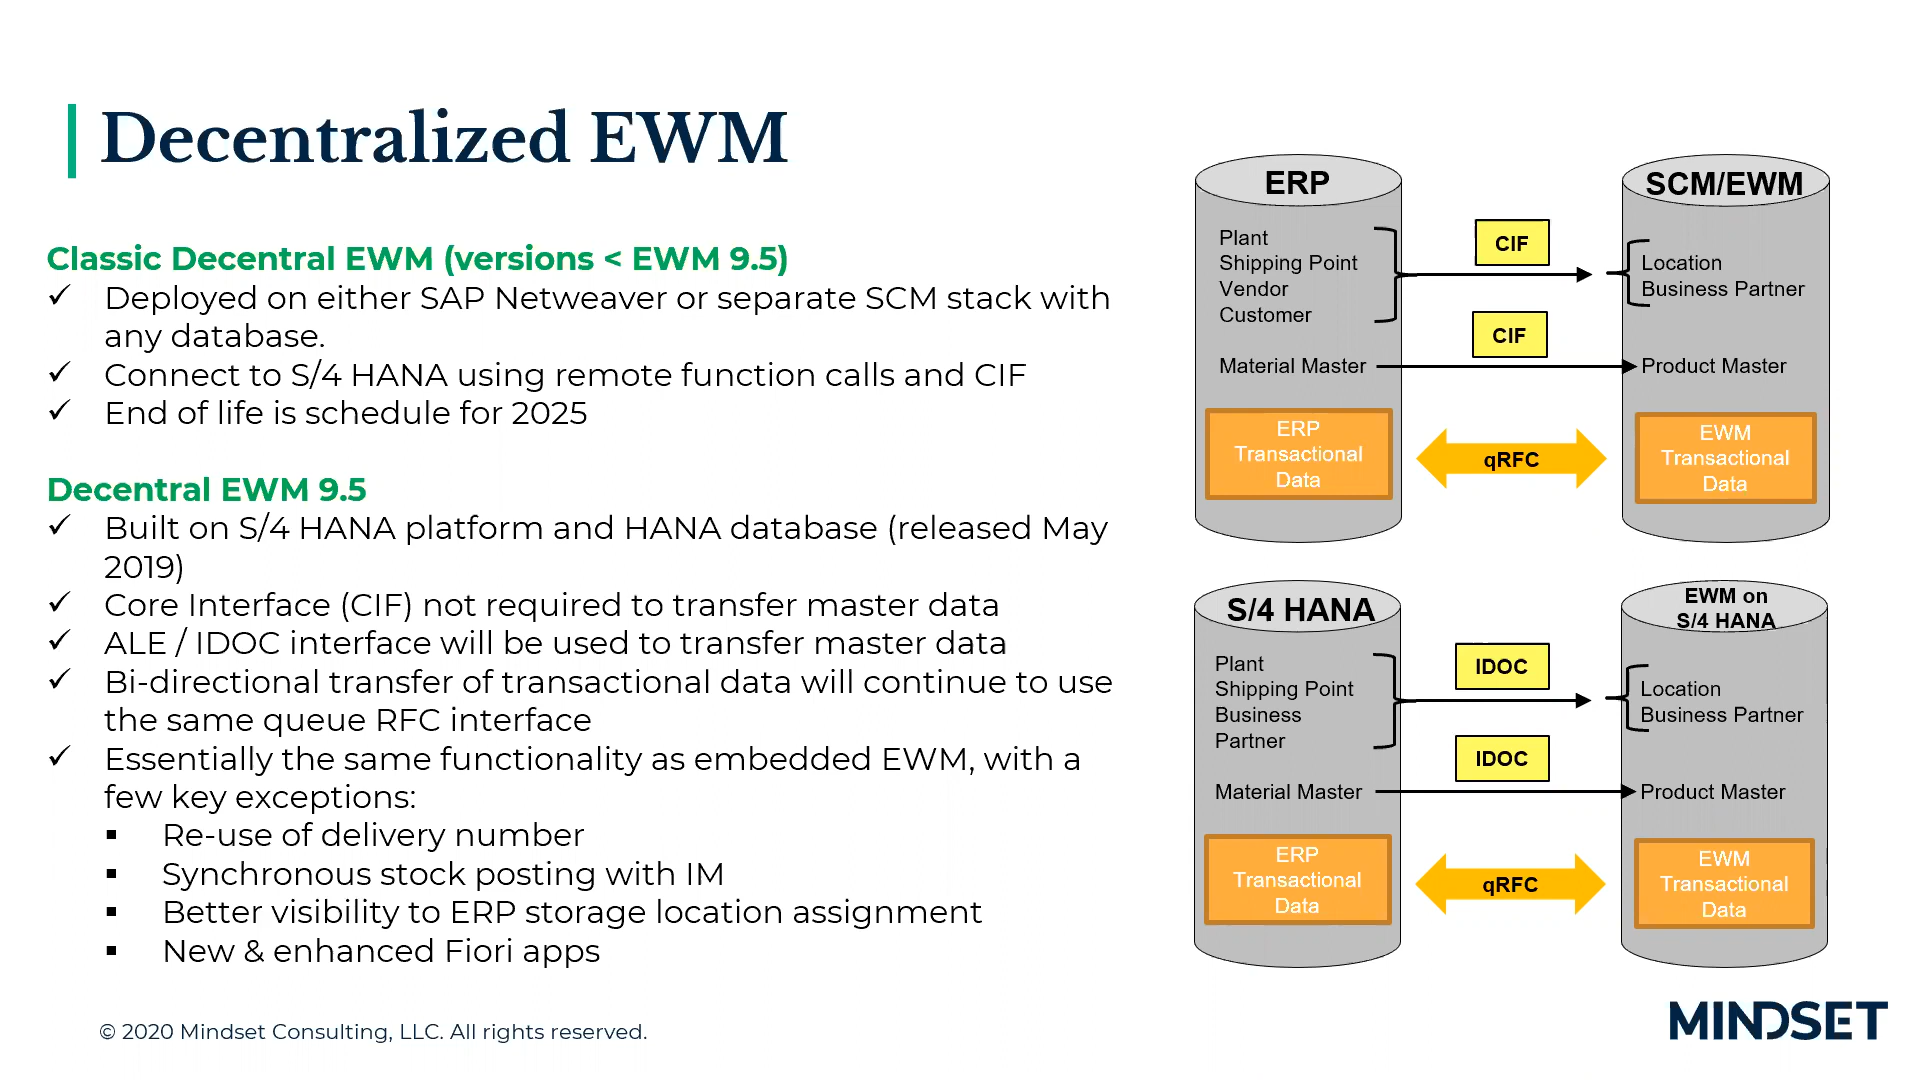 Decentralized EWM
Classic Decentral EWM (versions < EWM 9.5)
✓ Deployed on either SAP Netweaver or separate SCM stack with
any database.
✓ Connect to S/4 HANA using remote function calls and CIF
✓ End of life is schedule for 2025
Decentral EWM 9.5
✓ Built on S/4 HANA platform and HANA database (released May
2019)
✓ Core Interface (CIF) not required to transfer master data
✓ ALE / IDOC interface will be used to transfer master data
✓ Bi-directional transfer of transactional data will continue to use
the same queue RFC interface
✓ Essentially the same functionality as embedded EWM, with a
few key exceptions:
▪ Re-use of delivery number
▪ Synchronous stock posting with IM
▪ Better visibility to ERP storage location assignment
▪ New & enhanced Fiori apps
ERP
Plant
Shipping Point
Vendor
Customer
Material Master
ERP
Transactional
Data
CIF
CIF
qRFC
SCM/EWM
Location
Business Partner
Product Master
EWM
Transactional
Data
S/4 HANA
Plant
Shipping Point
Business
Partner
Material Master
ERP
Transactional
Data
IDOC
IDOC
qRFC
EWM on
S/4 HANA
Location
Business Partner
Product Master
EWM
Transactional
Data
© 2020 Mindset Consulting, LLC. All rights reserved.
MINDSET